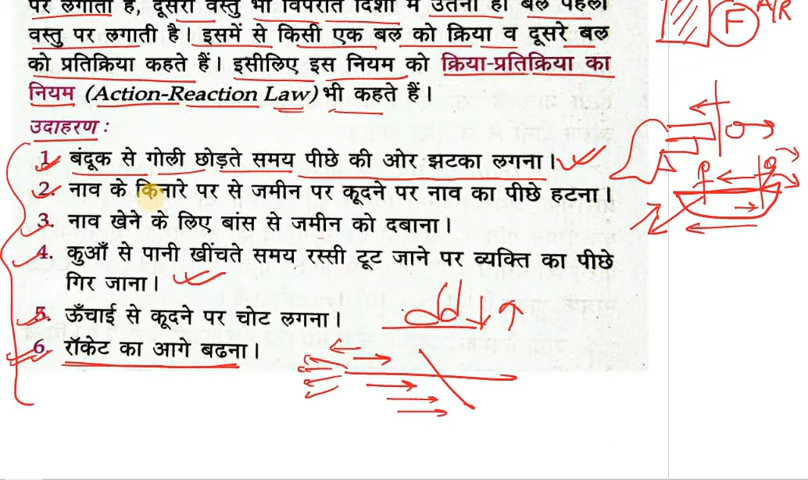 पर लगाती है, दूसरी वस्तु भी विपरीत दिशा में उतना ही बल पहली
वस्तु पर लगाती है। इसमें से किसी एक बल को क्रिया व दूसरे बल
को प्रतिक्रिया कहते हैं। इसीलिए इस नियम को क्रिया-प्रतिक्रिया का
नियम (Action-Reaction Law) भी कहते हैं।
उदाहरण :
1. बंदूक से गोली छोड़ते समय पीछे की ओर झटका लगना।
2. नाव के किनारे पर से जमीन पर कूदने पर नाव का पीछे हटना।
3. नाव खेने के लिए बांस से जमीन को दबाना।
4. कुआँ से पानी खींचते समय रस्सी टूट जाने पर व्यक्ति का पीछे
गिर जाना।
5. ऊँचाई से कूदने पर चोट लगना।
6. रॉकेट का आगे बढना।
F
A/R